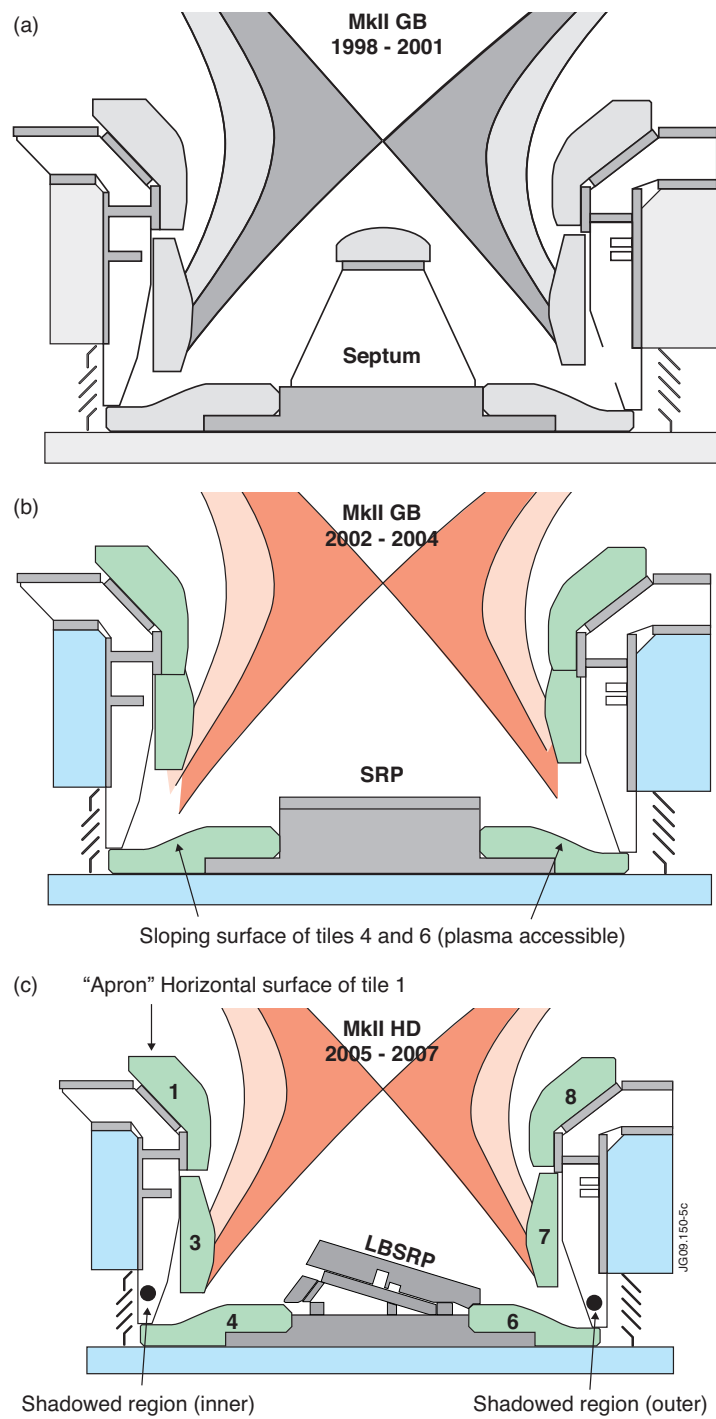 (a)
MkII GB
1998 - 2001
Septum
(b)
MkII GB
2002 - 2004
SRP
Sloping surface of tiles 4 and 6 (plasma accessible)
(c)
“Apron” Horizontal surface of tile 1
MkII HD
2005 - 2007
1
8
3
7
LBSRP
4
6
JG09.150-5c
Shadowed region (inner)
Shadowed region (outer)